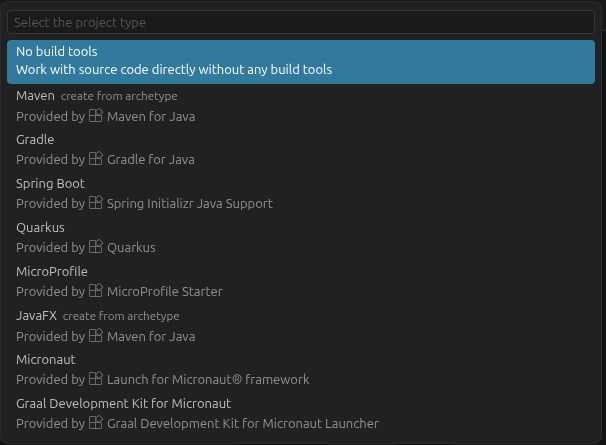 Select the project type
No build tools
Work with source code directly without any build tools
Maven create from archetype
Provided by Maven for Java
Gradle
Provided by Gradle for Java
Spring Boot
Provided by Spring Initializr Java Support
Quarkus
Provided by Quarkus
MicroProfile
Provided by MicroProfile Starter
JavaFX create from archetype
Provided by Maven for Java
Micronaut
Provided by Launch for Micronaut® framework
Graal Development Kit for Micronaut
Provided by Graal Development Kit for Micronaut Launcher